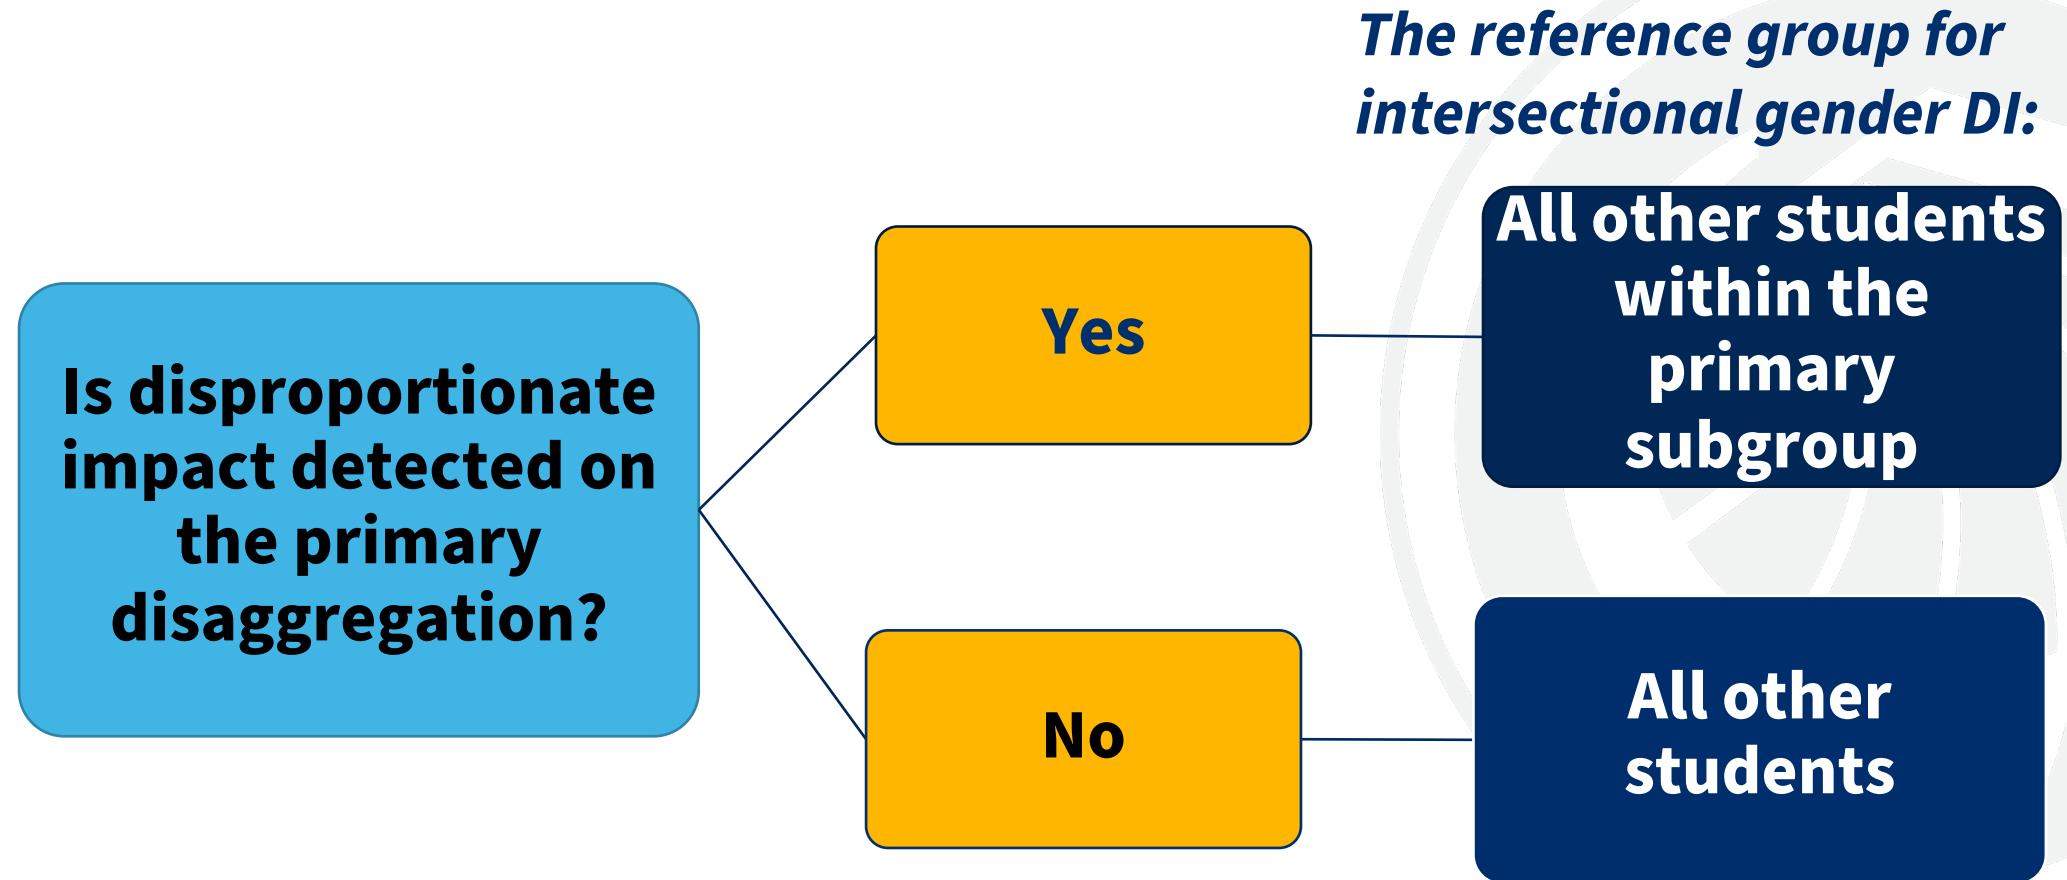 The reference group for
intersectional gender DI:
Is disproportionate
impact detected on
the primary
disaggregation?
Yes
All other students
within the
primary
subgroup
No
All other
students